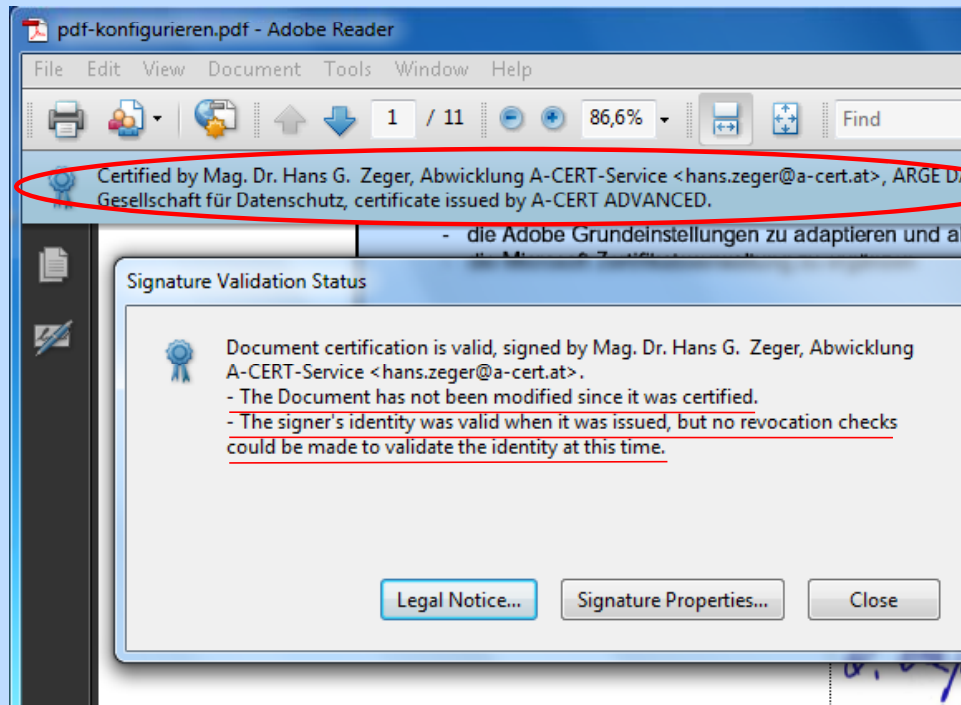 pdf-konfigurieren.pdf - Adobe Reader
File Edit View Document Tools Window Help
1 / 11 86,6% Find
Certified by Mag. Dr. Hans G. Zeger, Abwicklung A-CERT-Service <hans.zeger@a-cert.at>, ARGE DA
Gesellschaft für Datenschutz, certificate issued by A-CERT ADVANCED.
- die Adobe Grundeinstellungen zu adaptieren und a
Signature Validation Status
Document certification is valid, signed by Mag. Dr. Hans G. Zeger, Abwicklung
A-CERT-Service <hans.zeger@a-cert.at>.
- The Document has not been modified since it was certified.
- The signer's identity was valid when it was issued, but no revocation checks
could be made to validate the identity at this time.
Legal Notice... Signature Properties... Close